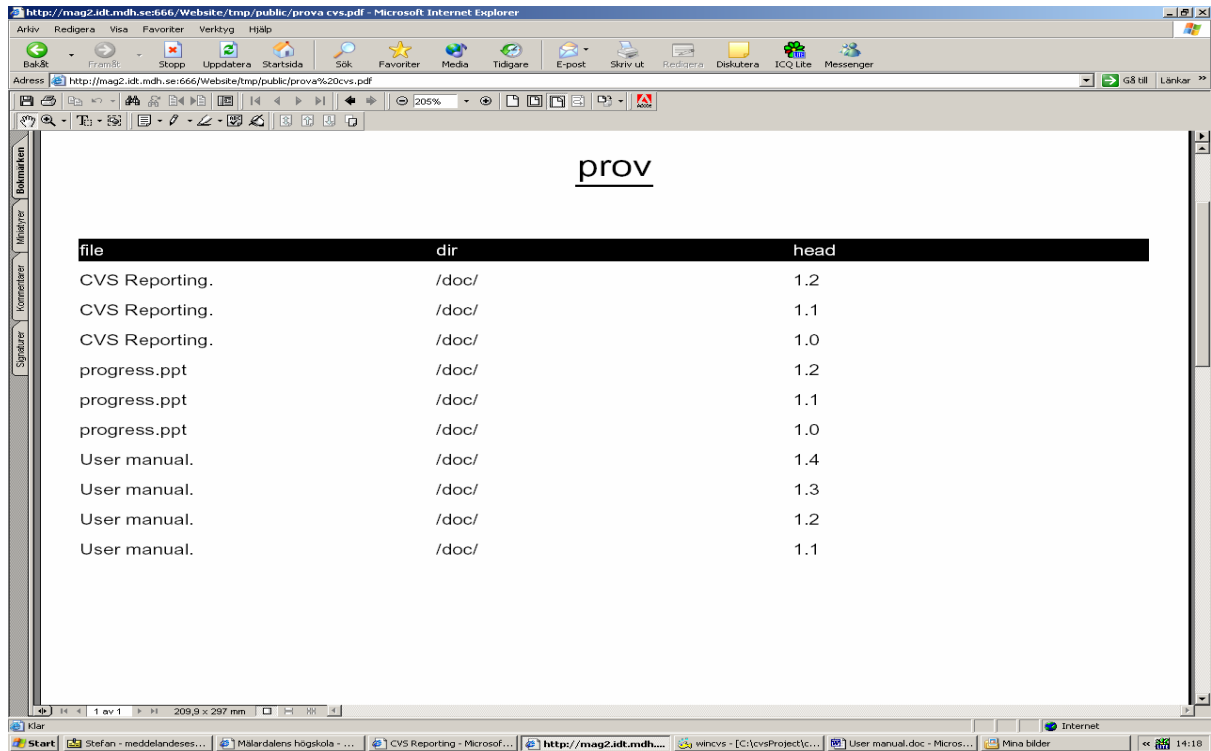 http://mag2.idt.mdh.se:666/Website/tmp/public/prova cvs.pdf - Microsoft Internet Explorer
Arkiv Redigera Visa Favoriter Verktyg Hjälp
Bakåt Framåt Stopp Uppdatera Startsida Sök Favoriter Media Tidigare E-post Skriv ut Redigera Diskutera ICQ Lite Messenger
Adress http://mag2.idt.mdh.se:666/Website/tmp/public/prova%20cvs.pdf Gå till Länkar »
205%
Bokmärken
Miniatyrer
Kommentarer
Signaturer
prov
file dir head
CVS Reporting. /doc/ 1.2
CVS Reporting. /doc/ 1.1
CVS Reporting. /doc/ 1.0
progress.ppt /doc/ 1.2
progress.ppt /doc/ 1.1
progress.ppt /doc/ 1.0
User manual. /doc/ 1.4
User manual. /doc/ 1.3
User manual. /doc/ 1.2
User manual. /doc/ 1.1
1 av 1 209,9 x 297 mm
Klar Internet
Start Stefan - meddelandeses... Mälardalens högskola - ... CVS Reporting - Microsof... http://mag2.idt.mdh.... wincvs - [C:\cvsProject\c... User manual.doc - Micros... Mina bilder « 14:18